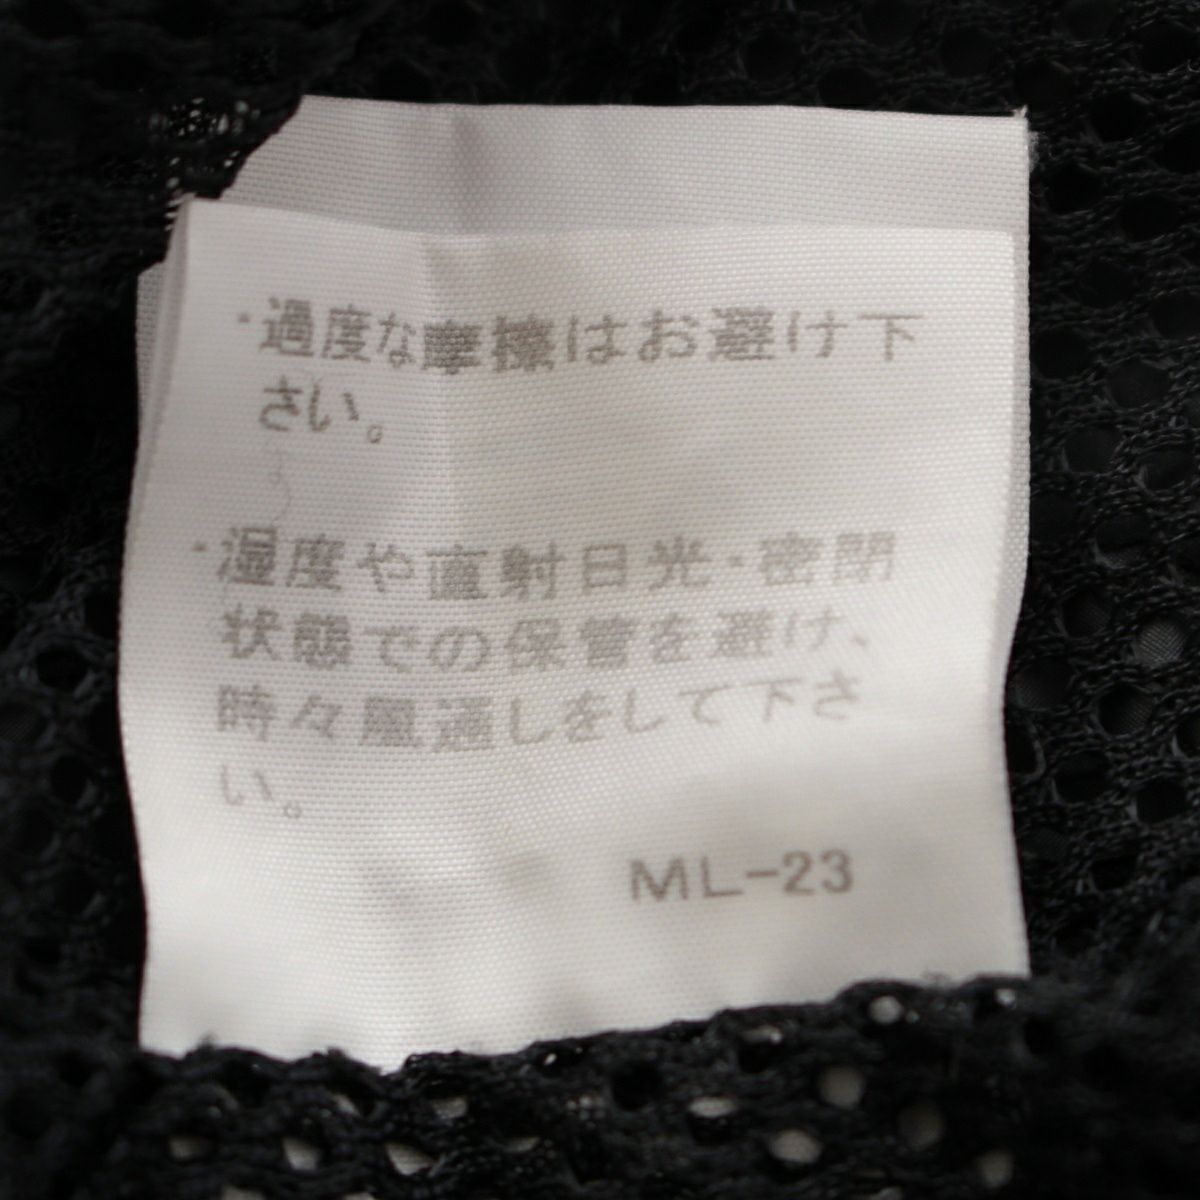 ・過度な摩擦はお避け下
さい。
・湿度や直射日光・密閉
状態での保管を避け、
時々風通しをして下さ
い。
ML-23